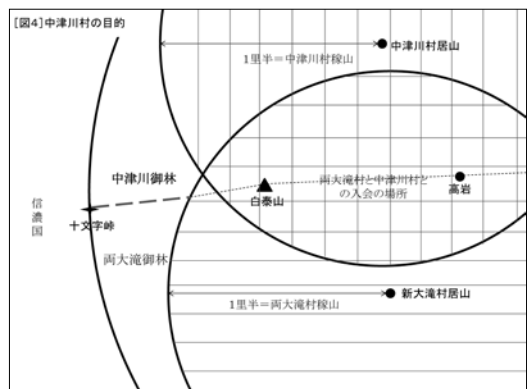 [図4]中津川村の目的
中津川村居山
1里半=中津川村稼山
中津川御林
両大滝村と中津川村と
の入会の場所
高岩
白泰山
信濃国
十文字峠
両大滝御林
新大滝村居山
1里半=両大滝村稼山